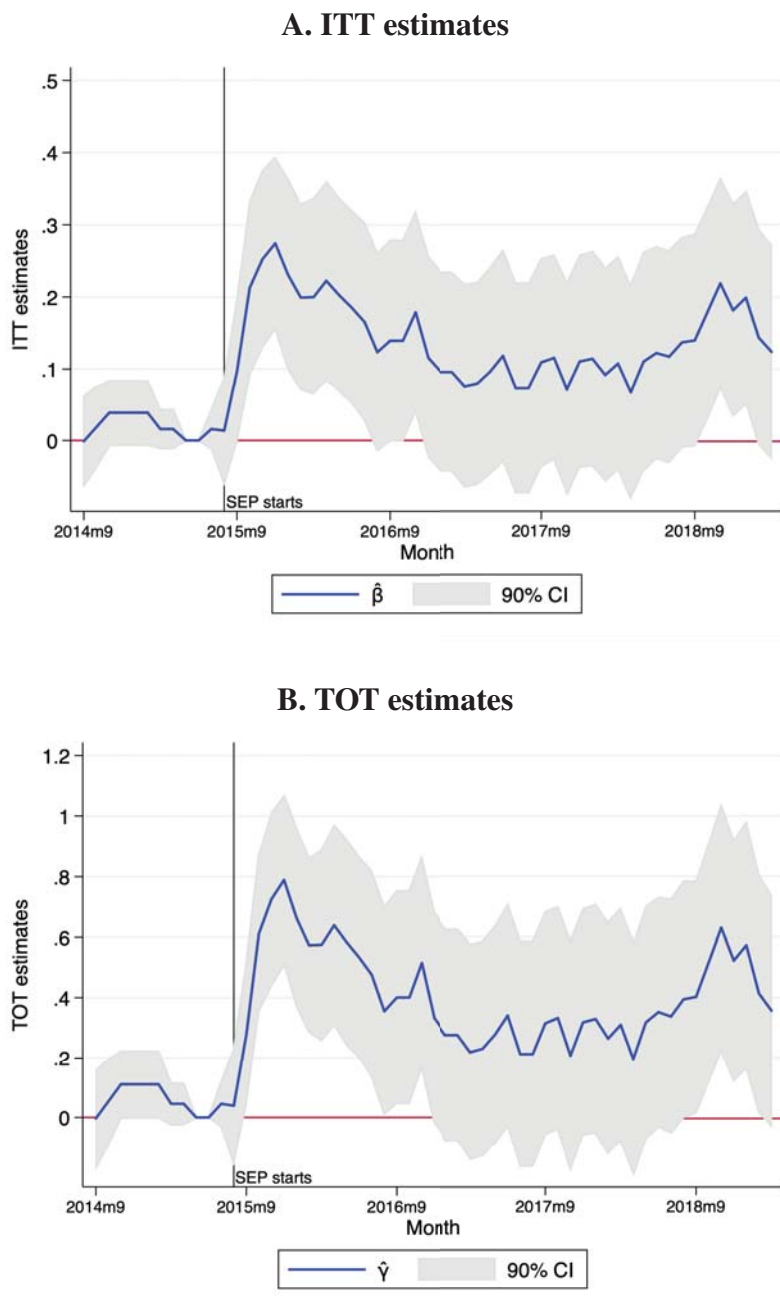 A. ITT estimates
.5
.4
.3
.2
.1
0
ITT estimates
SEP starts
2014m9 2015m9 2016m9 2017m9 2018m9
Month
β̂ 90% CI
B. TOT estimates
1.2
1
.8
.6
.4
.2
0
TOT estimates
SEP starts
2014m9 2015m9 2016m9 2017m9 2018m9
Month
γ̂ 90% CI